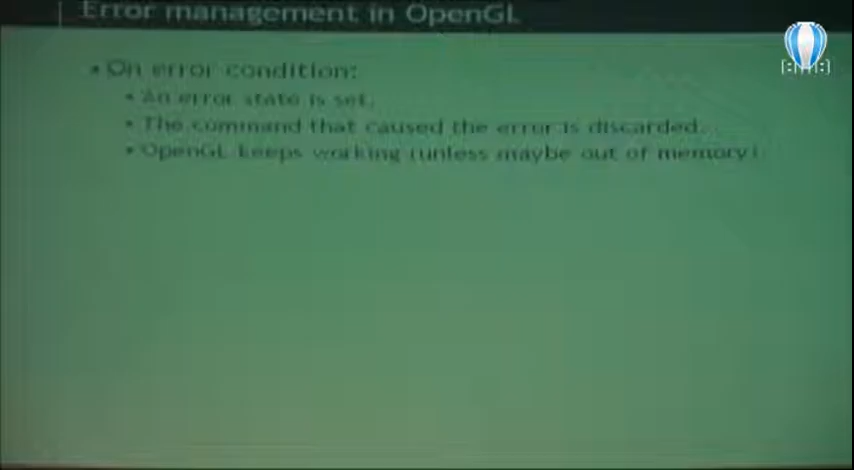 Error management in OpenGL
• On error condition:
• An error state is set.
• The command that caused the error is discarded.
• OpenGL keeps working (unless maybe out of memory)